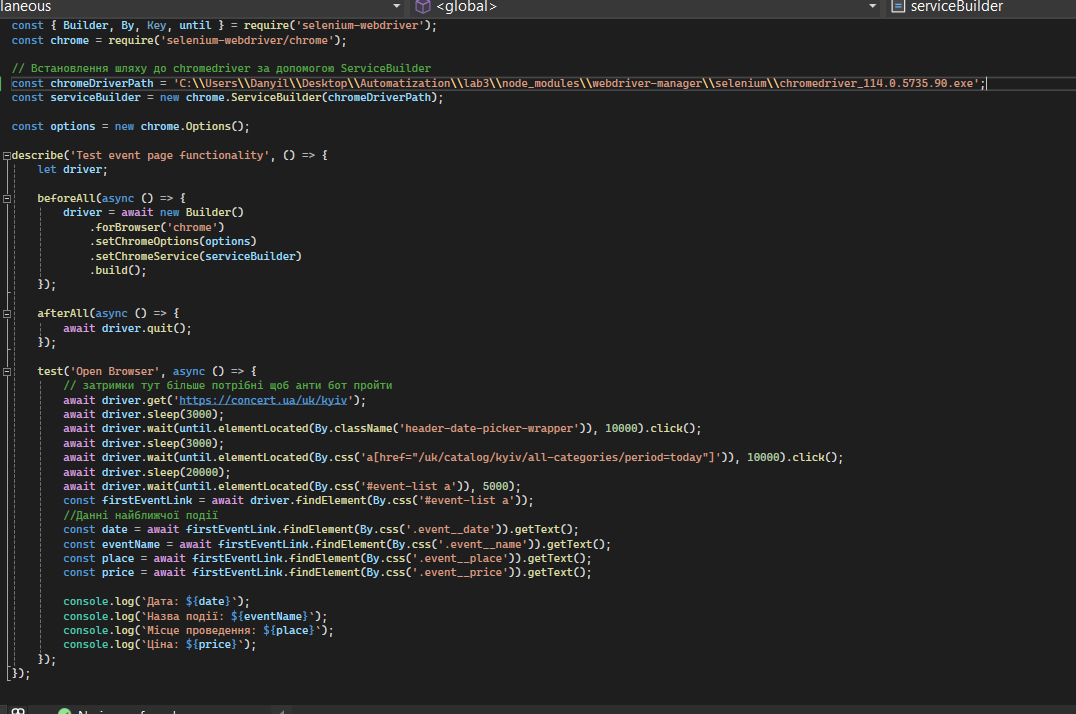 laneous <global> serviceBuilder
const { Builder, By, Key, until } = require('selenium-webdriver');
const chrome = require('selenium-webdriver/chrome');
// Встановлення шляху до chromedriver за допомогою ServiceBuilder
const chromeDriverPath = 'C:\\Users\\Danyil\\Desktop\\Automatization\\lab3\\node_modules\\webdriver-manager\\selenium\\chromedriver_114.0.5735.90.exe';
const serviceBuilder = new chrome.ServiceBuilder(chromeDriverPath);
const options = new chrome.Options();
describe('Test event page functionality', () => {
let driver;
beforeAll(async () => {
driver = await new Builder()
.forBrowser('chrome')
.setChromeOptions(options)
.setChromeService(serviceBuilder)
.build();
});
afterAll(async () => {
await driver.quit();
});
test('Open Browser', async () => {
// затримки тут більше потрібні щоб анти бот пройти
await driver.get('https://concert.ua/uk/kyiv');
await driver.sleep(3000);
await driver.wait(until.elementLocated(By.className('header-date-picker-wrapper')), 10000).click();
await driver.sleep(3000);
await driver.wait(until.elementLocated(By.css('a[href="/uk/catalog/kyiv/all-categories/period=today"]')), 10000).click();
await driver.sleep(20000);
await driver.wait(until.elementLocated(By.css('#event-list a')), 5000);
const firstEventLink = await driver.findElement(By.css('#event-list a'));
//Данні найближчої події
const date = await firstEventLink.findElement(By.css('.event__date')).getText();
const eventName = await firstEventLink.findElement(By.css('.event__name')).getText();
const place = await firstEventLink.findElement(By.css('.event__place')).getText();
const price = await firstEventLink.findElement(By.css('.event__price')).getText();
console.log(`Дата: ${date}`);
console.log(`Назва події: ${eventName}`);
console.log(`Місце проведення: ${place}`);
console.log(`Ціна: ${price}`);
});
});